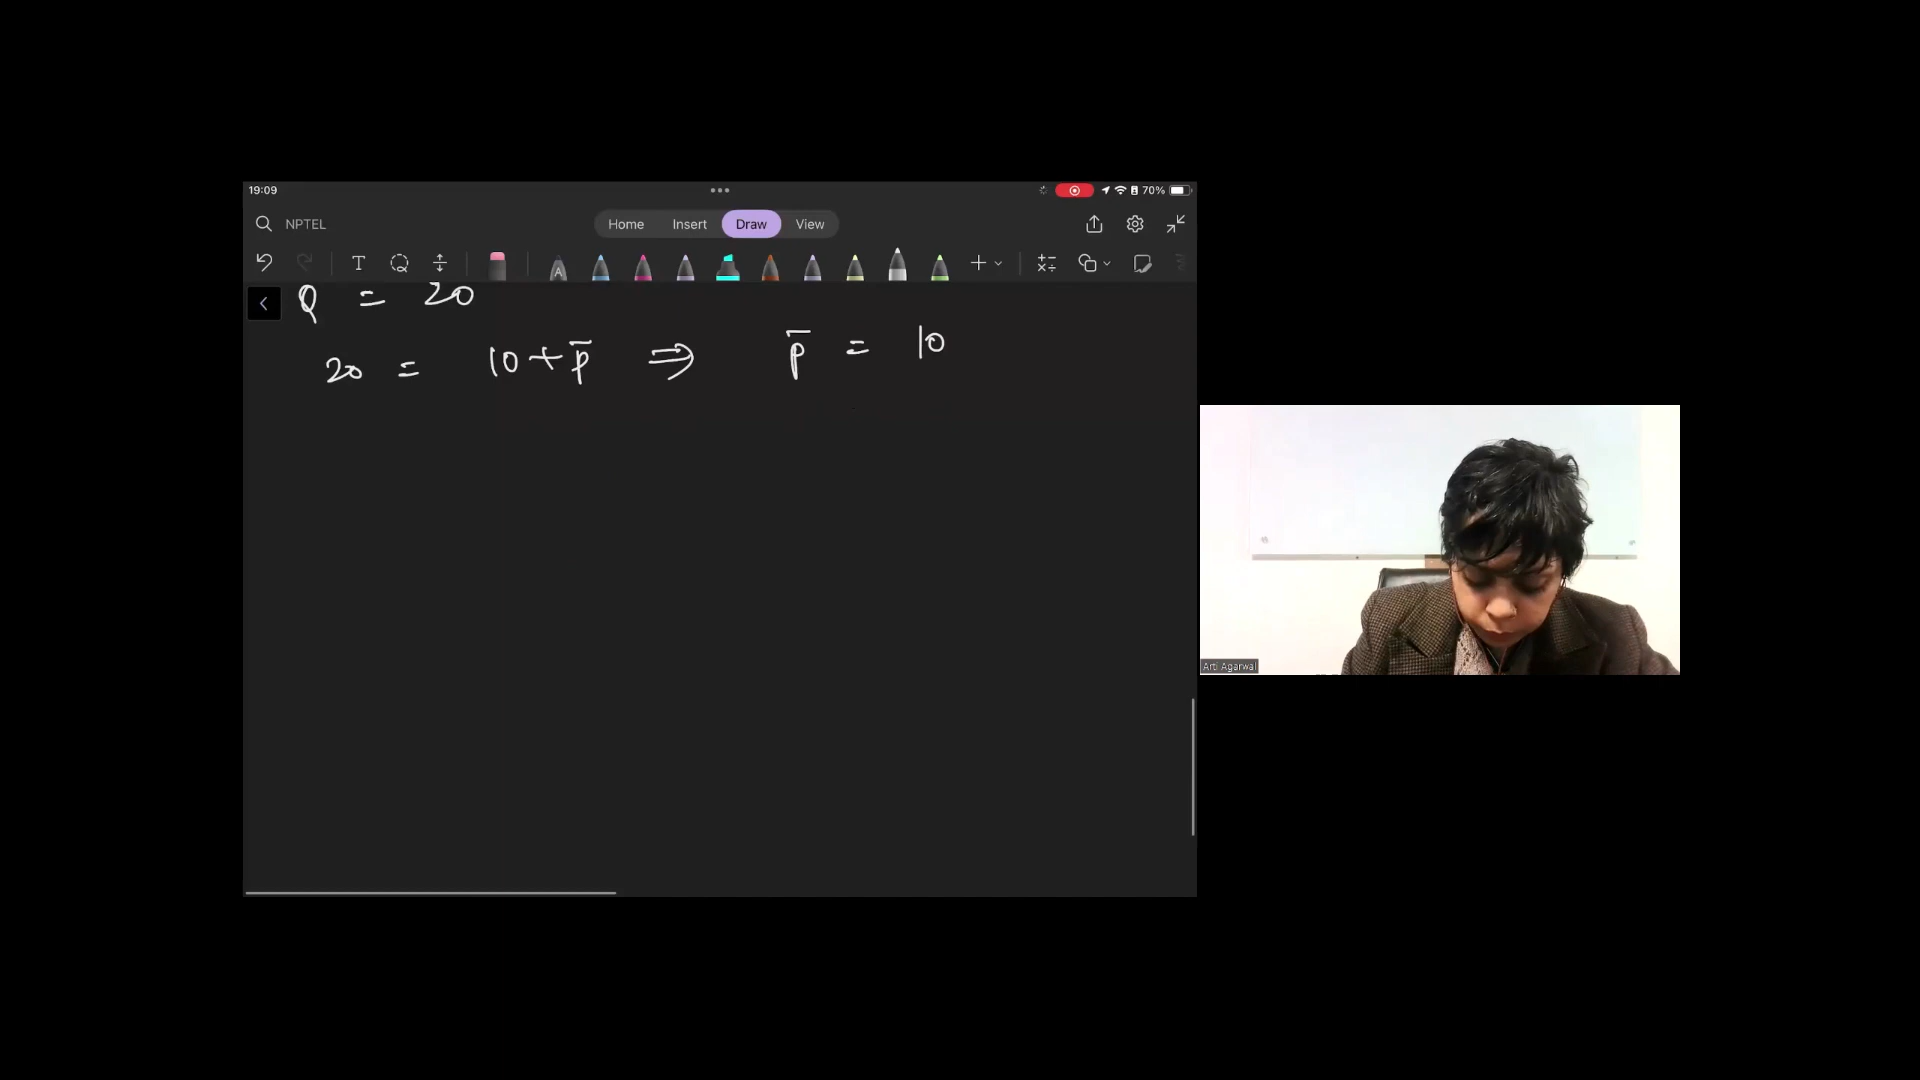 19:09
70%
NPTEL
Home Insert Draw View
T
A
Q = 20
20 = 10 + p̄ ⇒ p̄ = 10
Arti Agarwal